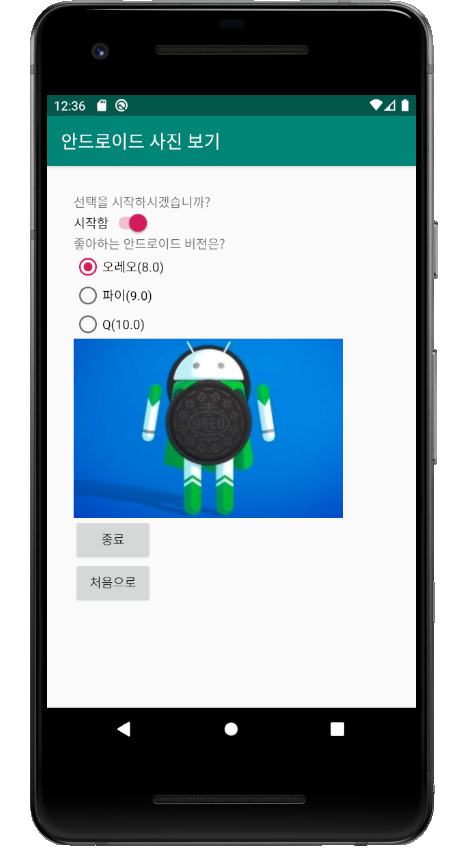 12:36
안드로이드 사진 보기
선택을 시작하시겠습니까?
시작함
좋아하는 안드로이드 버전은?
오레오(8.0)
파이(9.0)
Q(10.0)
OREO
종료
처음으로